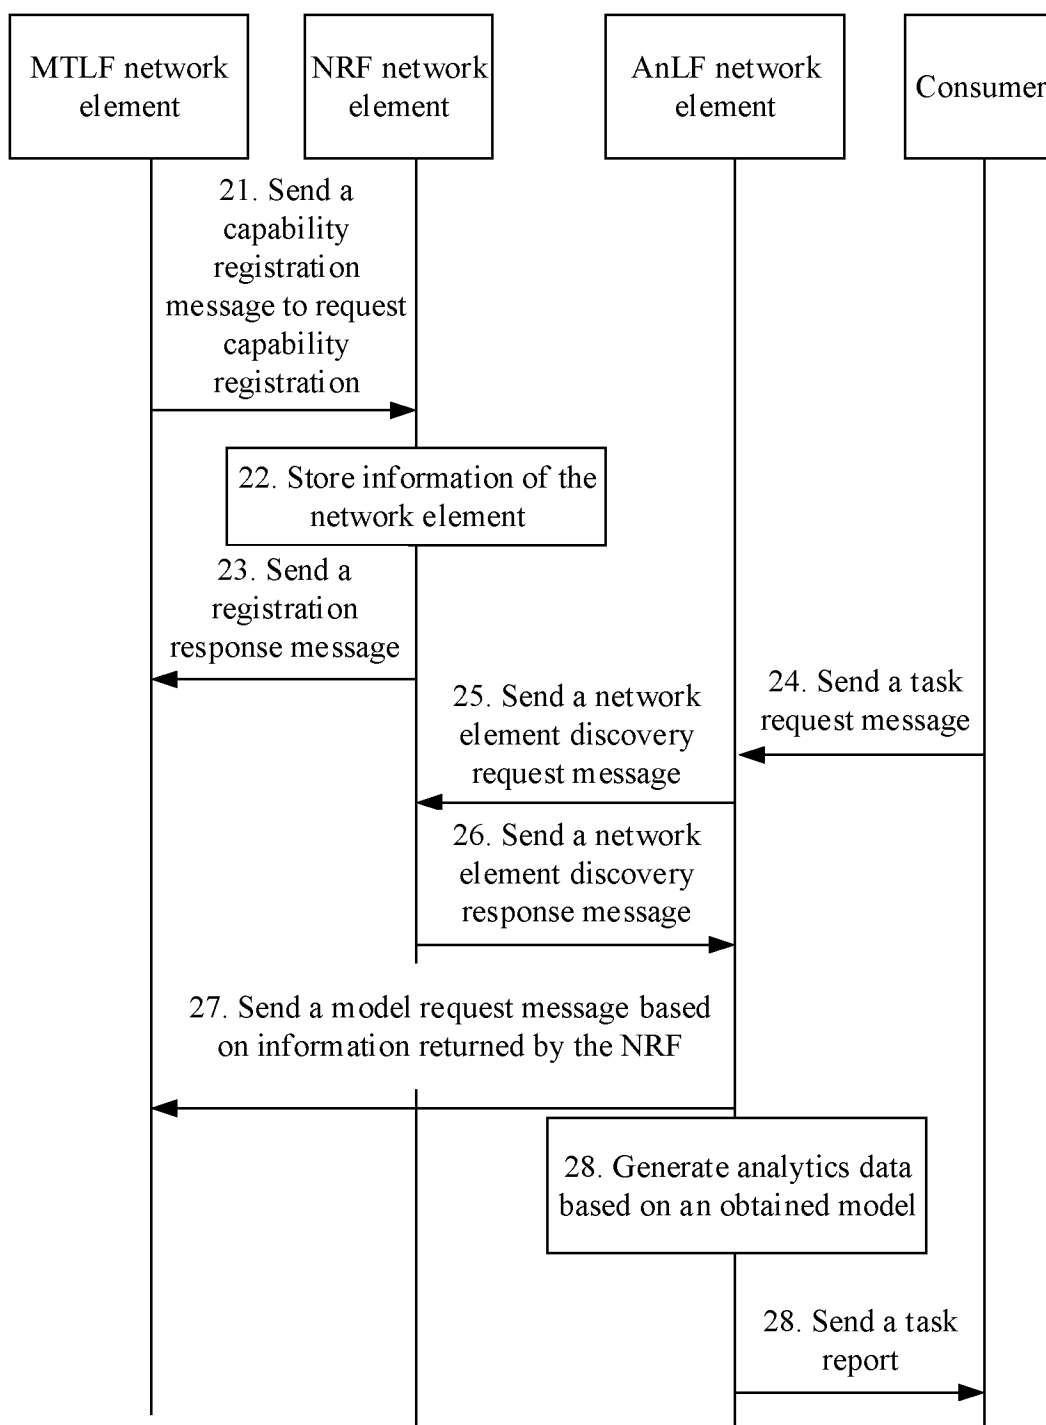 MTLF network
element
NRF network
element
AnLF network
element
Consumer
21. Send a
capability
registration
message to request
capability
registration
22. Store information of the
network element
23. Send a
registration
response message
24. Send a task
request message
25. Send a network
element discovery
request message
26. Send a network
element discovery
response message
27. Send a model request message based
on information returned by the NRF
28. Generate analytics data
based on an obtained model
28. Send a task
report